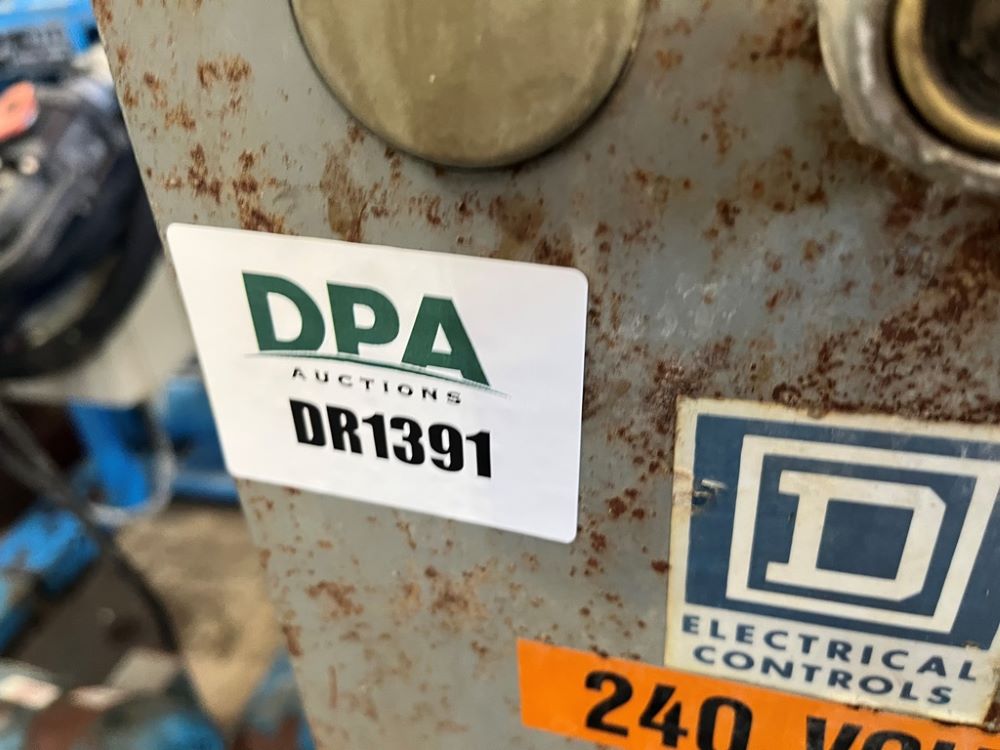 DPA
AUCTIONS
DR1391
D
ELECTRICAL
CONTROLS
240